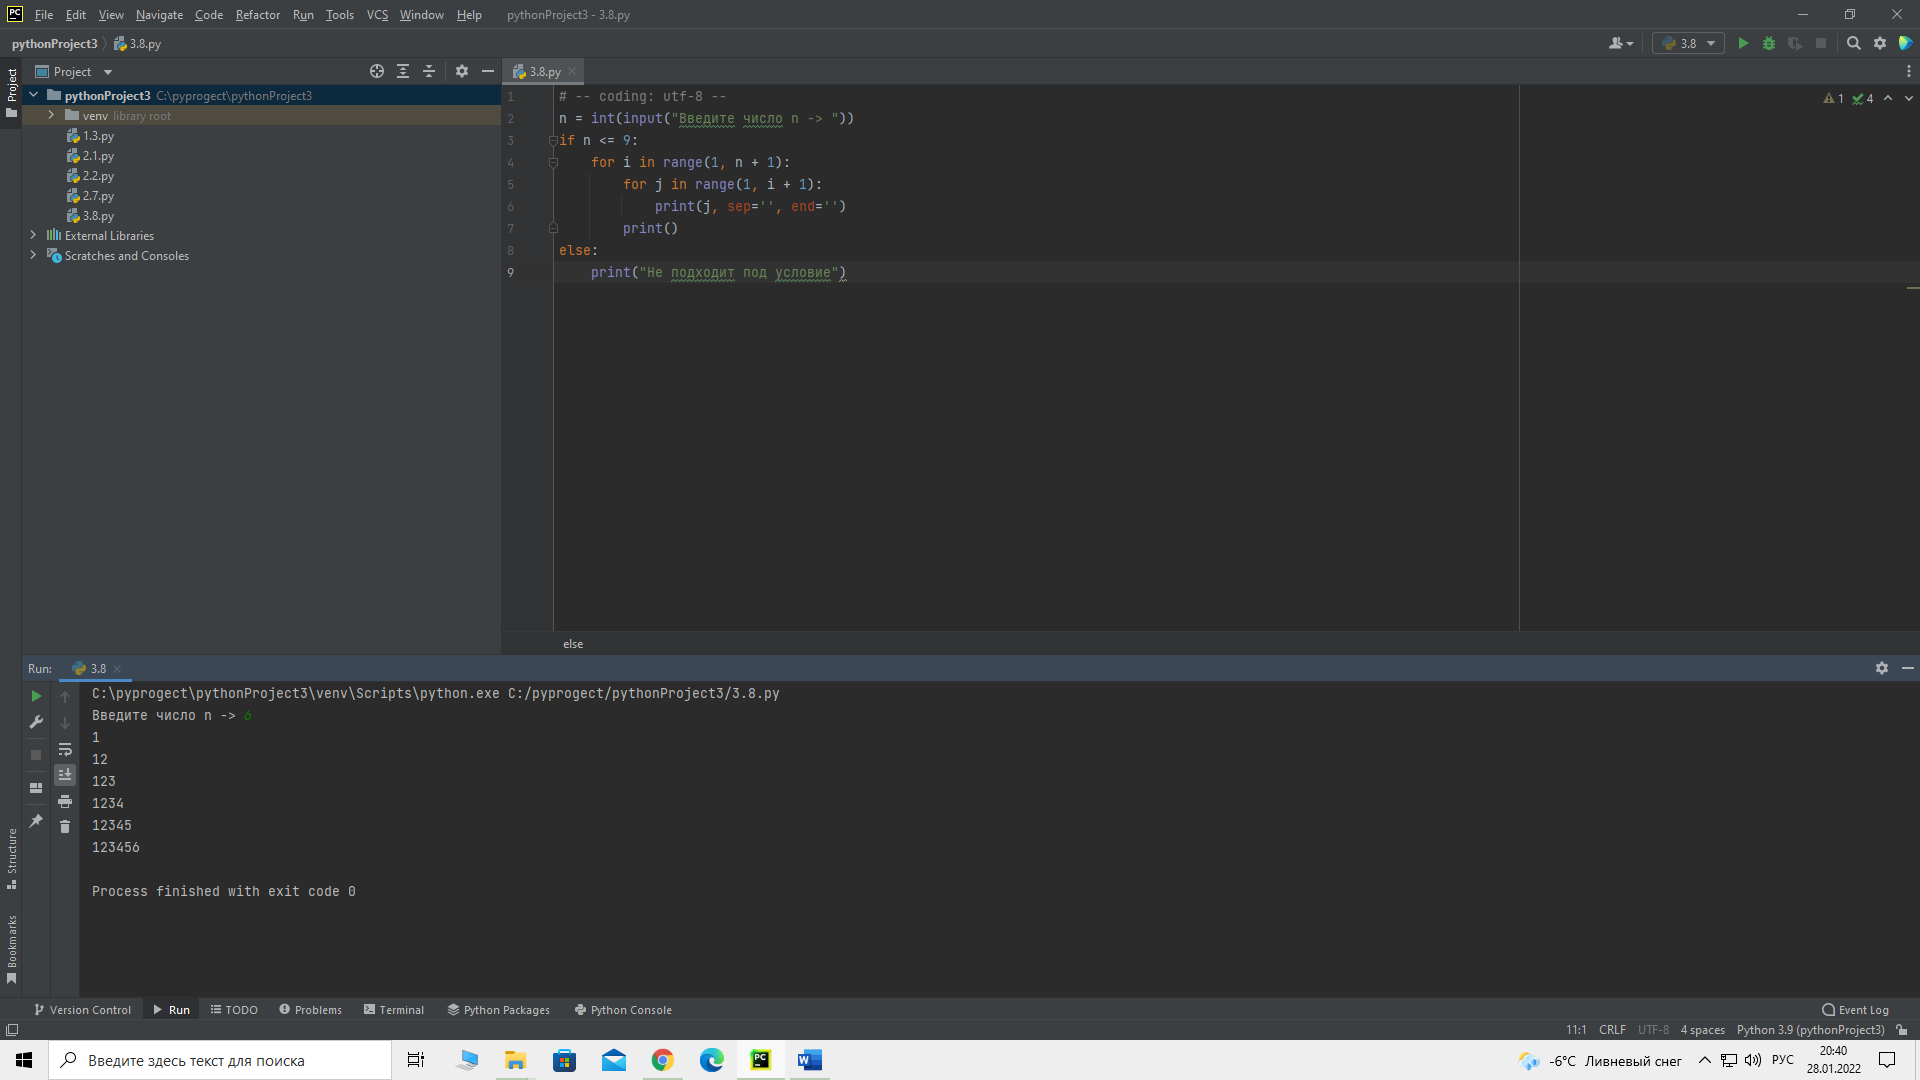 PC File Edit View Navigate Code Refactor Run Tools VCS Window Help pythonProject3 - 3.8.py
pythonProject3 3.8.py 3.8
Project
Project 3.8.py
pythonProject3 C:\pyprogect\pythonProject3
venv library root
1.3.py
2.1.py
2.2.py
2.7.py
3.8.py
External Libraries
Scratches and Consoles
1 # -- coding: utf-8 --
2 n = int(input("Введите число n -> "))
3 if n <= 9:
4     for i in range(1, n + 1):
5         for j in range(1, i + 1):
6             print(j, sep='', end='')
7         print()
8 else:
9     print("Не подходит под условие")
1 4
else
Run: 3.8
C:\pyprogect\pythonProject3\venv\Scripts\python.exe C:/pyprogect/pythonProject3/3.8.py
Введите число n -> 6
1
12
123
1234
12345
123456
Process finished with exit code 0
Structure
Bookmarks
Version Control Run TODO Problems Terminal Python Packages Python Console Event Log
11:1 CRLF UTF-8 4 spaces Python 3.9 (pythonProject3)
Введите здесь текст для поиска
PC
W
-6°C Ливневый снег
РУС
20:40
28.01.2022